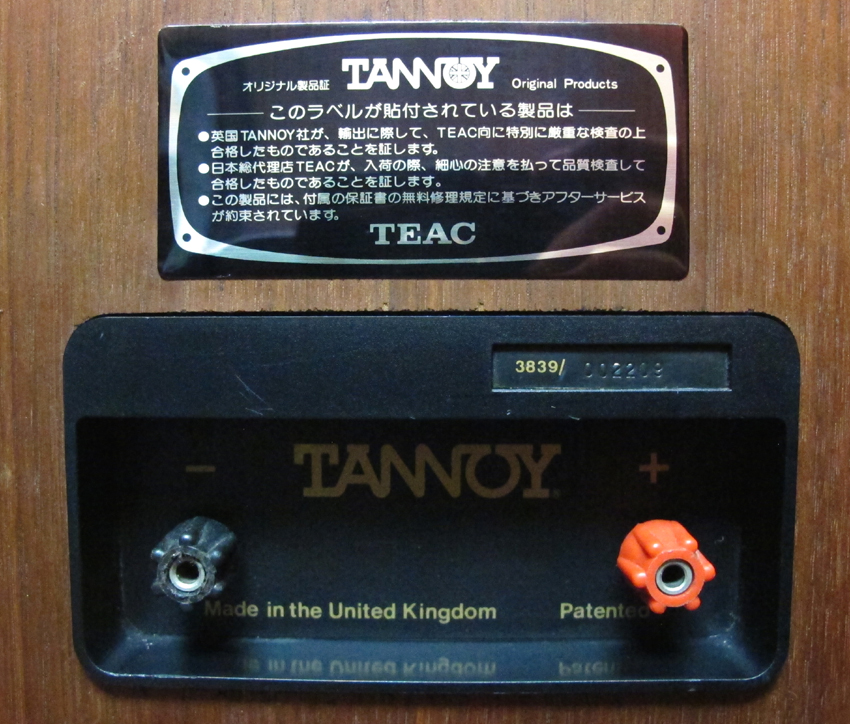 オリジナル製品証 TANNOY Original Products
このラベルが貼付されている製品は
●英国TANNOY社が、輸出に際して、TEAC向に特別に厳重な検査の上
合格したものであることを証します。
●日本総代理店TEACが、入荷の際、細心の注意を払って品質検査して
合格したものであることを証します。
●この製品には、付属の保証書の無料修理規定に基づきアフターサービス
が約束されています。
TEAC
3839/ 002209
− TANNOY® +
Made in the United Kingdom Patented